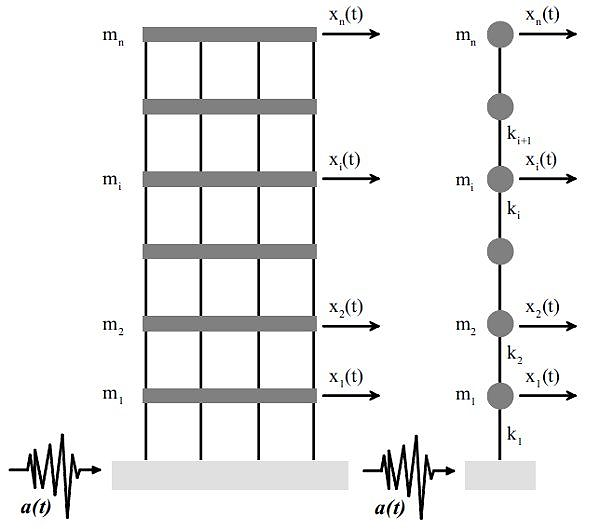 mₙ xₙ(t) mₙ xₙ(t)
kᵢ₊₁
mᵢ xᵢ(t) mᵢ xᵢ(t)
kᵢ
x₂(t) x₂(t)
m₂ m₂
k₂
x₁(t) x₁(t)
m₁ m₁
k₁
a(t) a(t)